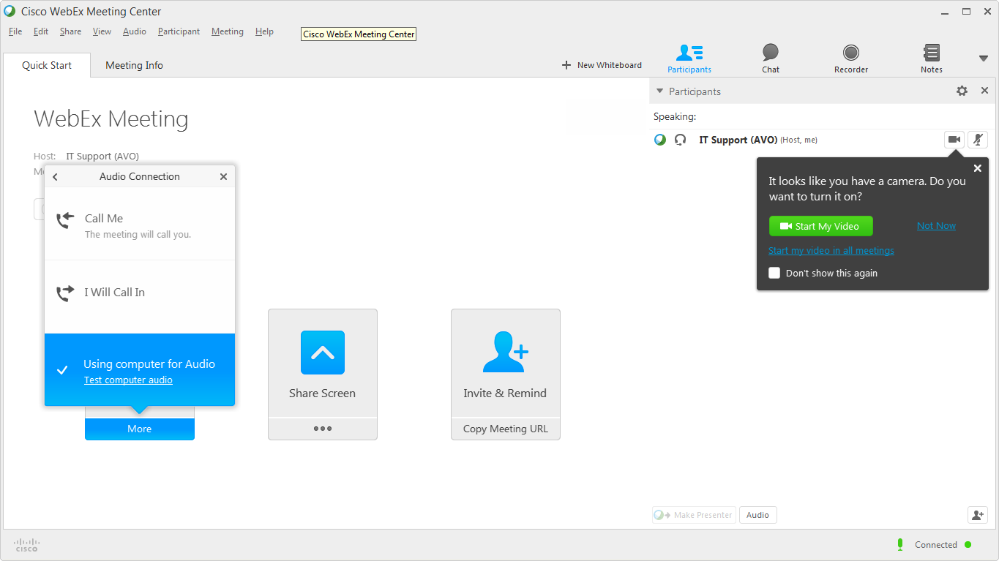 Cisco WebEx Meeting Center
File Edit Share View Audio Participant Meeting Help
Cisco WebEx Meeting Center
Quick Start
Meeting Info
New Whiteboard
Participants
Chat
Recorder
Notes
WebEx Meeting
Host: IT Support (AVO)
Audio Connection
Call Me
The meeting will call you.
I Will Call In
Using computer for Audio
Test computer audio
More
Share Screen
Invite & Remind
Copy Meeting URL
Participants
Speaking:
IT Support (AVO) (Host, me)
It looks like you have a camera. Do you
want to turn it on?
Start My Video
Not Now
Start my video in all meetings
Don't show this again
Make Presenter
Audio
cisco
Connected